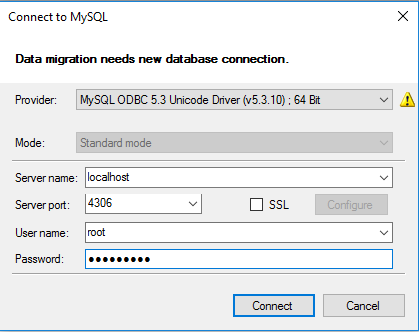 Connect to MySQL
Data migration needs new database connection.
Provider: MySQL ODBC 5.3 Unicode Driver (v5.3.10) ; 64 Bit
Mode: Standard mode
Server name: localhost
Server port: 4306 SSL Configure
User name: root
Password: •••••••••
Connect Cancel